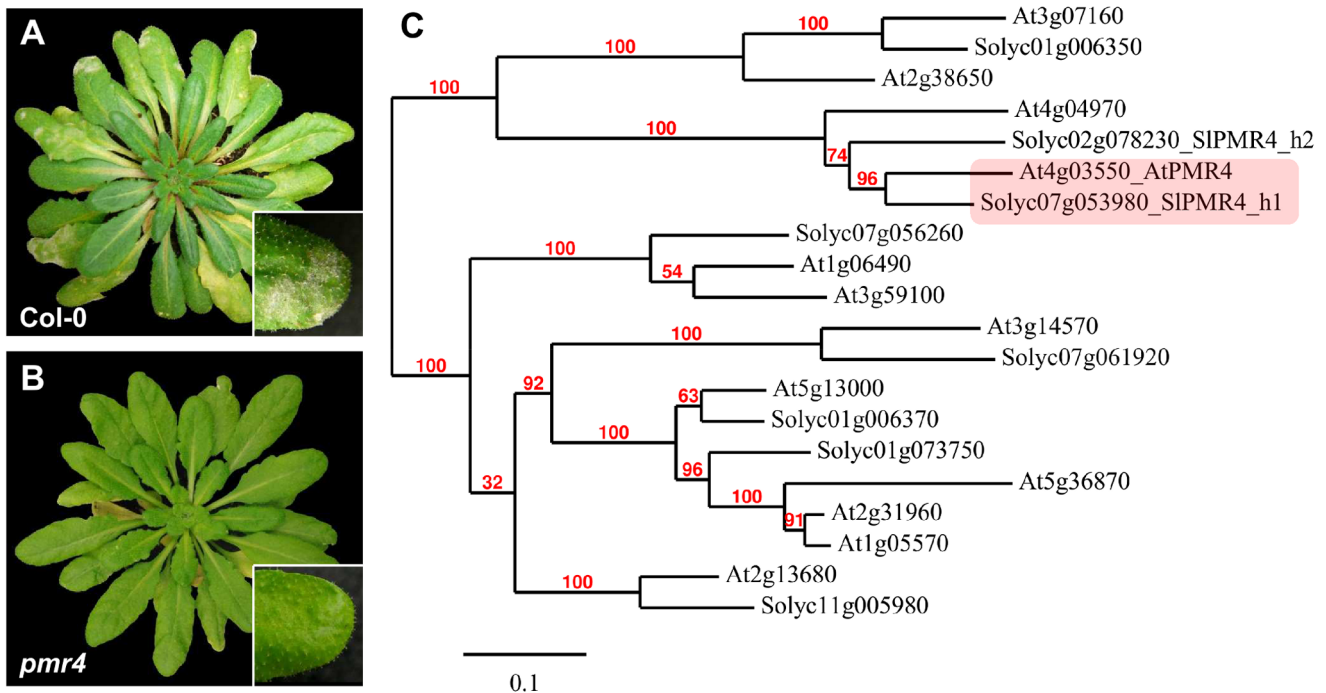 A
Col-0
B
pmr4
C
100
At3g07160
100
Solyc01g006350
At2g38650
100
100
At4g04970
Solyc02g078230_SlPMR4_h2
74
At4g03550_AtPMR4
96
Solyc07g053980_SlPMR4_h1
Solyc07g056260
100
At1g06490
54
At3g59100
100
At3g14570
100
Solyc07g061920
92
At5g13000
63
Solyc01g006370
100
Solyc01g073750
96
At5g36870
32
100
At2g31960
91
At1g05570
At2g13680
100
Solyc11g005980
0.1